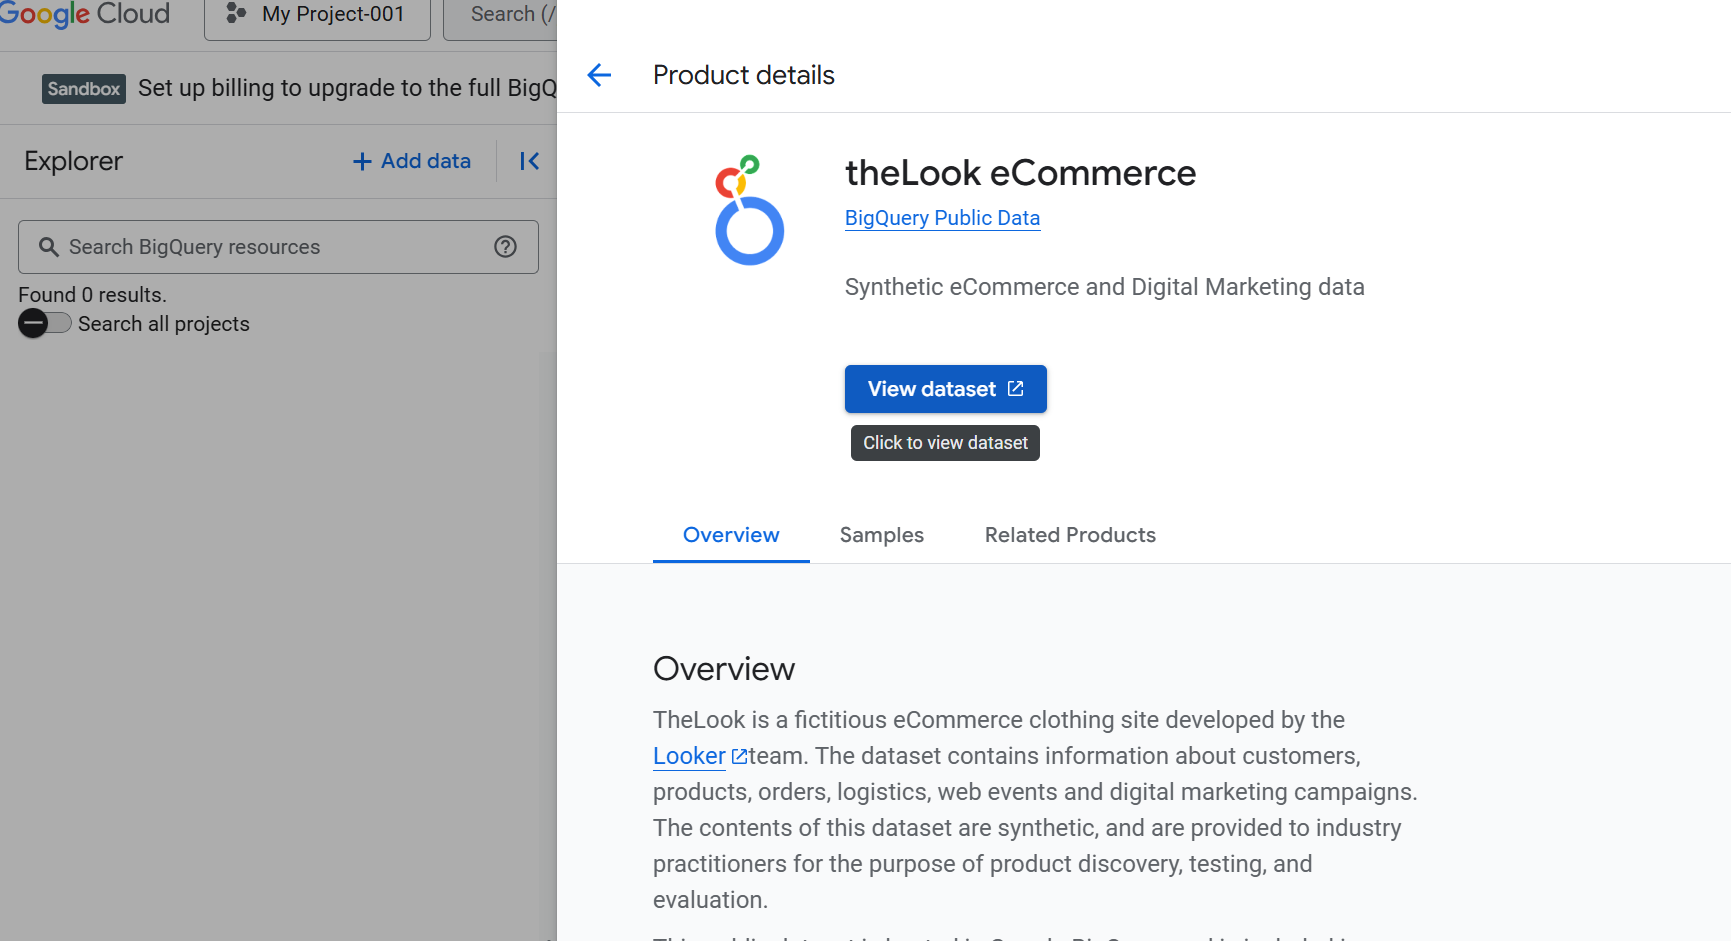 Google Cloud
My Project-001
Search (/
Sandbox Set up billing to upgrade to the full BigQ
Explorer
Add data
Search BigQuery resources
Found 0 results.
Search all projects
Product details
theLook eCommerce
BigQuery Public Data
Synthetic eCommerce and Digital Marketing data
View dataset
Click to view dataset
Overview Samples Related Products
Overview
TheLook is a fictitious eCommerce clothing site developed by the
Looker team. The dataset contains information about customers,
products, orders, logistics, web events and digital marketing campaigns.
The contents of this dataset are synthetic, and are provided to industry
practitioners for the purpose of product discovery, testing, and
evaluation.